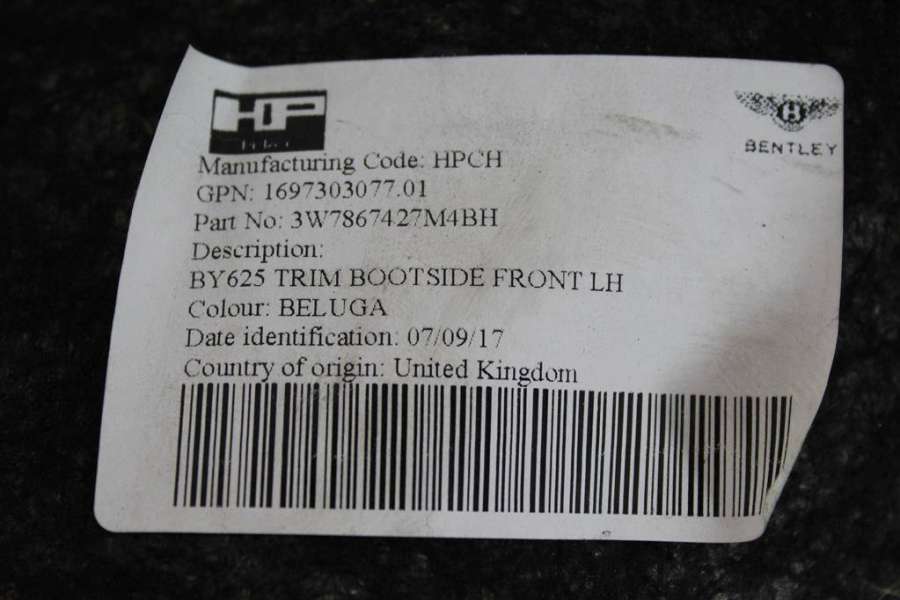 HP
BENTLEY
Manufacturing Code: HPCH
GPN: 1697303077.01
Part No: 3W7867427M4BH
Description:
BY625 TRIM BOOTSIDE FRONT LH
Colour: BELUGA
Date identification: 07/09/17
Country of origin: United Kingdom